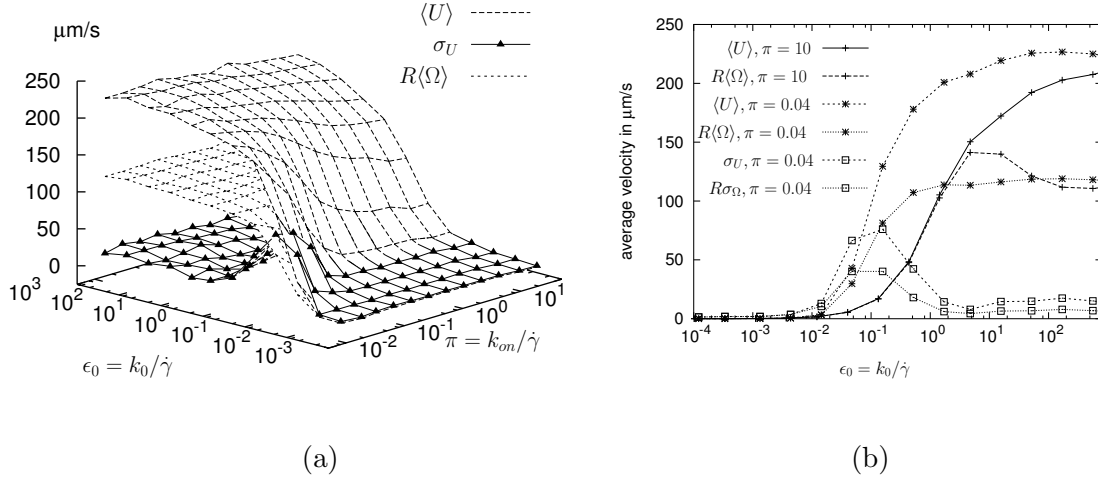 ⟨U⟩
σ_U
R⟨Ω⟩
μm/s
250
200
150
100
50
0
10^3
10^2
10^1
10^0
10^-1
10^-2
10^-3
10^-2
10^-1
10^0
10^1
ϵ_0 = k_0/γ̇
π = k_on/γ̇
(a)
average velocity in μm/s
250
200
150
100
50
0
⟨U⟩, π = 10
R⟨Ω⟩, π = 10
⟨U⟩, π = 0.04
R⟨Ω⟩, π = 0.04
σ_U, π = 0.04
Rσ_Ω, π = 0.04
10^-4 10^-3 10^-2 10^-1 10^0 10^1 10^2
ϵ_0 = k_0/γ̇
(b)